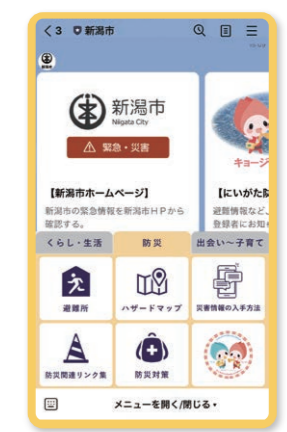 < 3 新潟市
新潟市
Niigata City
緊急・災害
キージ
【新潟市ホームページ】
新潟市の緊急情報を新潟市HPから
確認する。
【にいがた防
避難情報など、
登録者にお知
くらし・生活
防災
出会い〜子育て
避難所
ハザードマップ
災害情報の入手方法
防災関連リンク集
防災対策
メニューを開く/閉じる